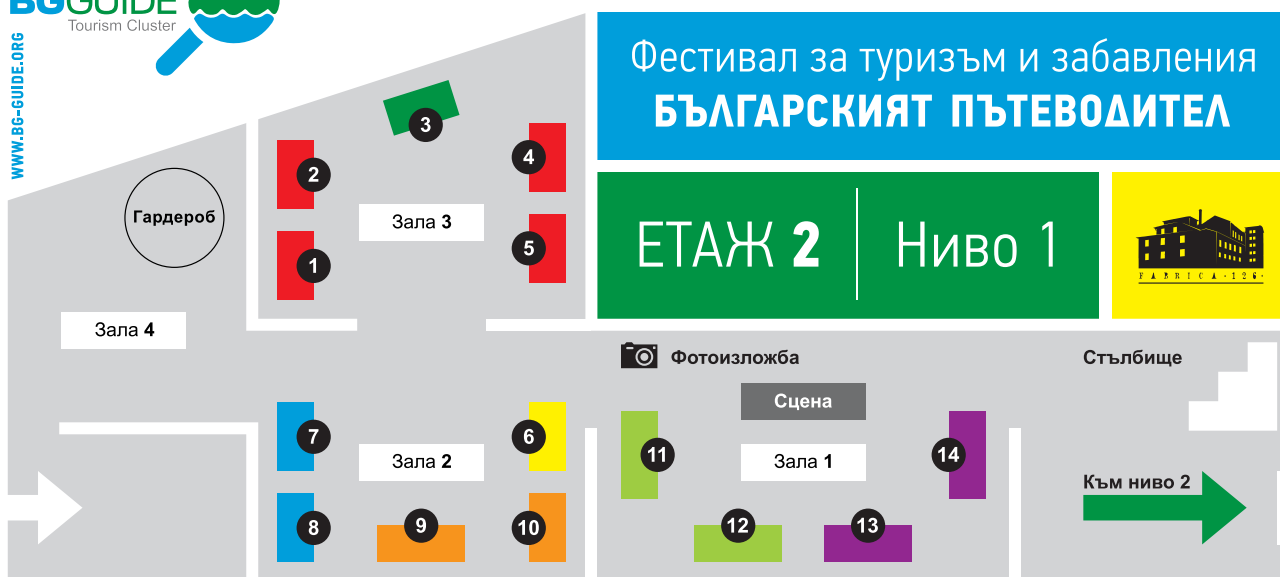 BGGUIDE
Tourism Cluster
WWW.BG-GUIDE.ORG
Фестивал за туризъм и забавления
БЪЛГАРСКИЯТ ПЪТЕВОДИТЕЛ
ЕТАЖ 2
Ниво 1
FABRICA·126·
3
2
4
Гардероб
Зала 3
1
5
Зала 4
Фотоизложба
Стълбище
Сцена
7
6
11
Зала 2
Зала 1
14
Към ниво 2
8
9
10
12
13